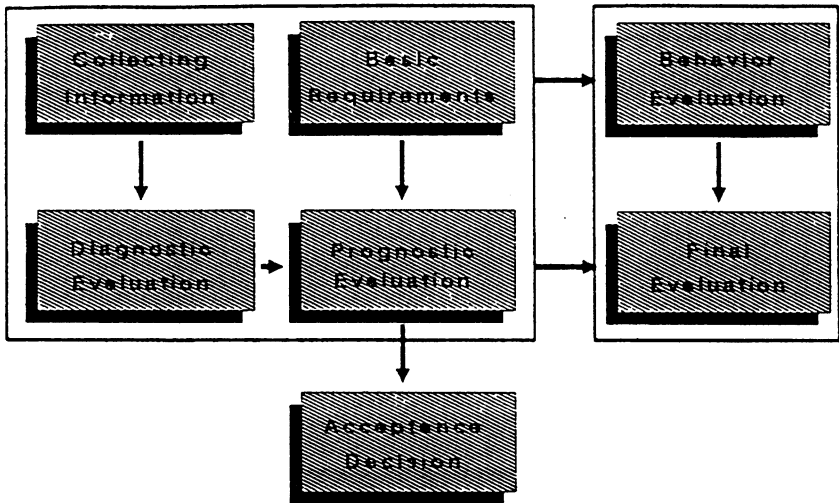 Collecting
Information
Basic
Requirements
Behavior
Evaluation
Diagnostic
Evaluation
Prognostic
Evaluation
Final
Evaluation
Acceptance
Decision